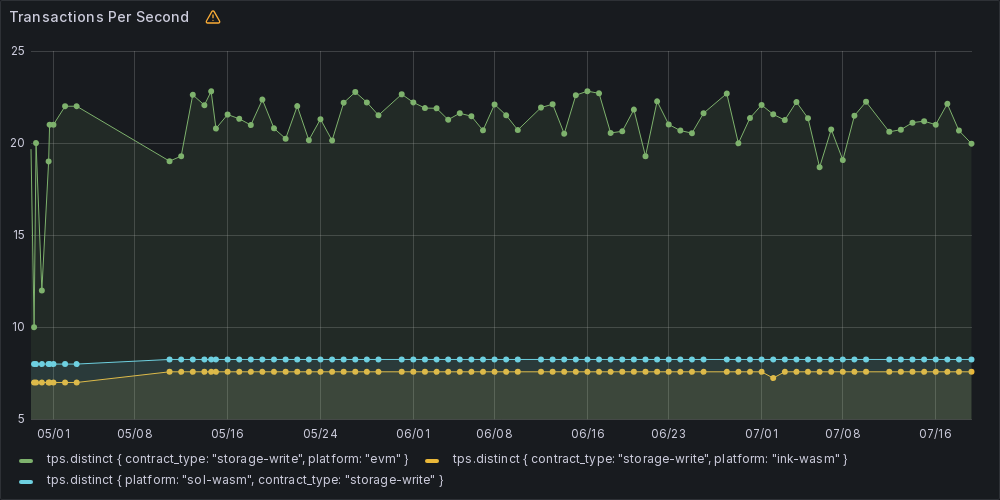 Transactions Per Second
25
20
15
10
5
05/01 05/08 05/16 05/24 06/01 06/08 06/16 06/23 07/01 07/08 07/16
tps.distinct { contract_type: "storage-write", platform: "evm" } tps.distinct { contract_type: "storage-write", platform: "ink-wasm" }
tps.distinct { platform: "sol-wasm", contract_type: "storage-write" }